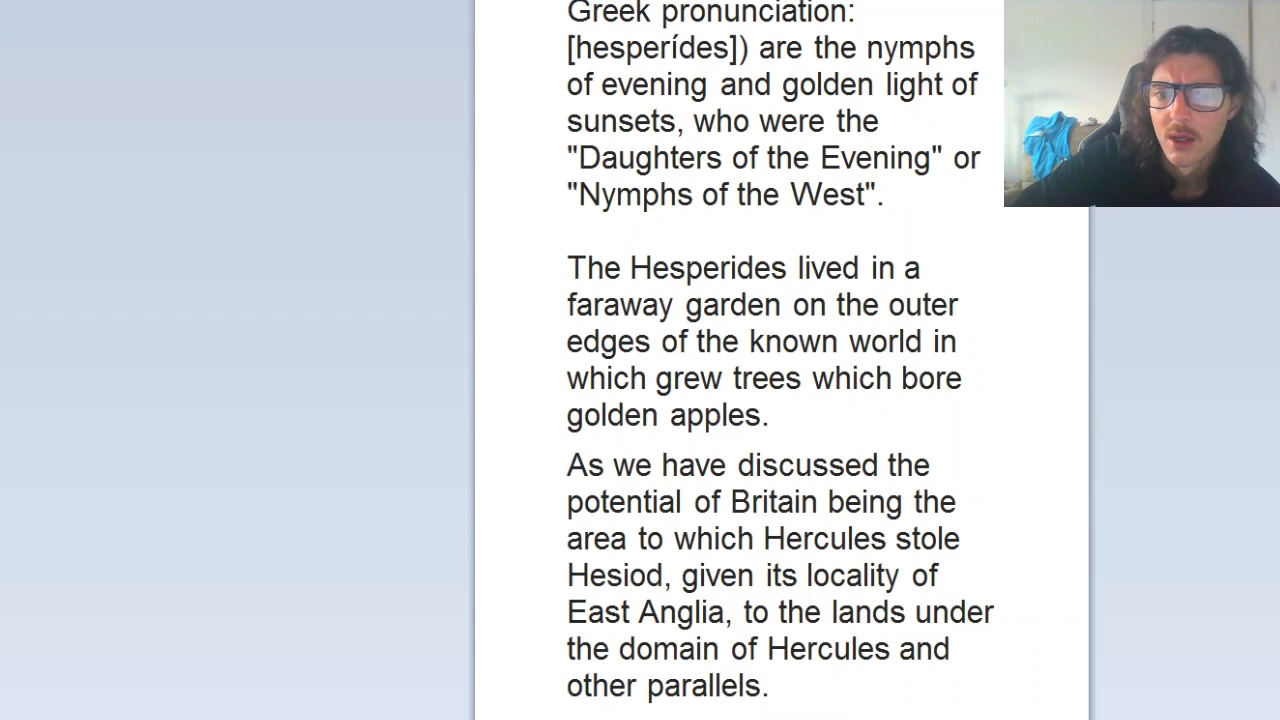 Greek pronunciation:
[hesperídes]) are the nymphs
of evening and golden light of
sunsets, who were the
"Daughters of the Evening" or
"Nymphs of the West".
The Hesperides lived in a
faraway garden on the outer
edges of the known world in
which grew trees which bore
golden apples.
As we have discussed the
potential of Britain being the
area to which Hercules stole
Hesiod, given its locality of
East Anglia, to the lands under
the domain of Hercules and
other parallels.